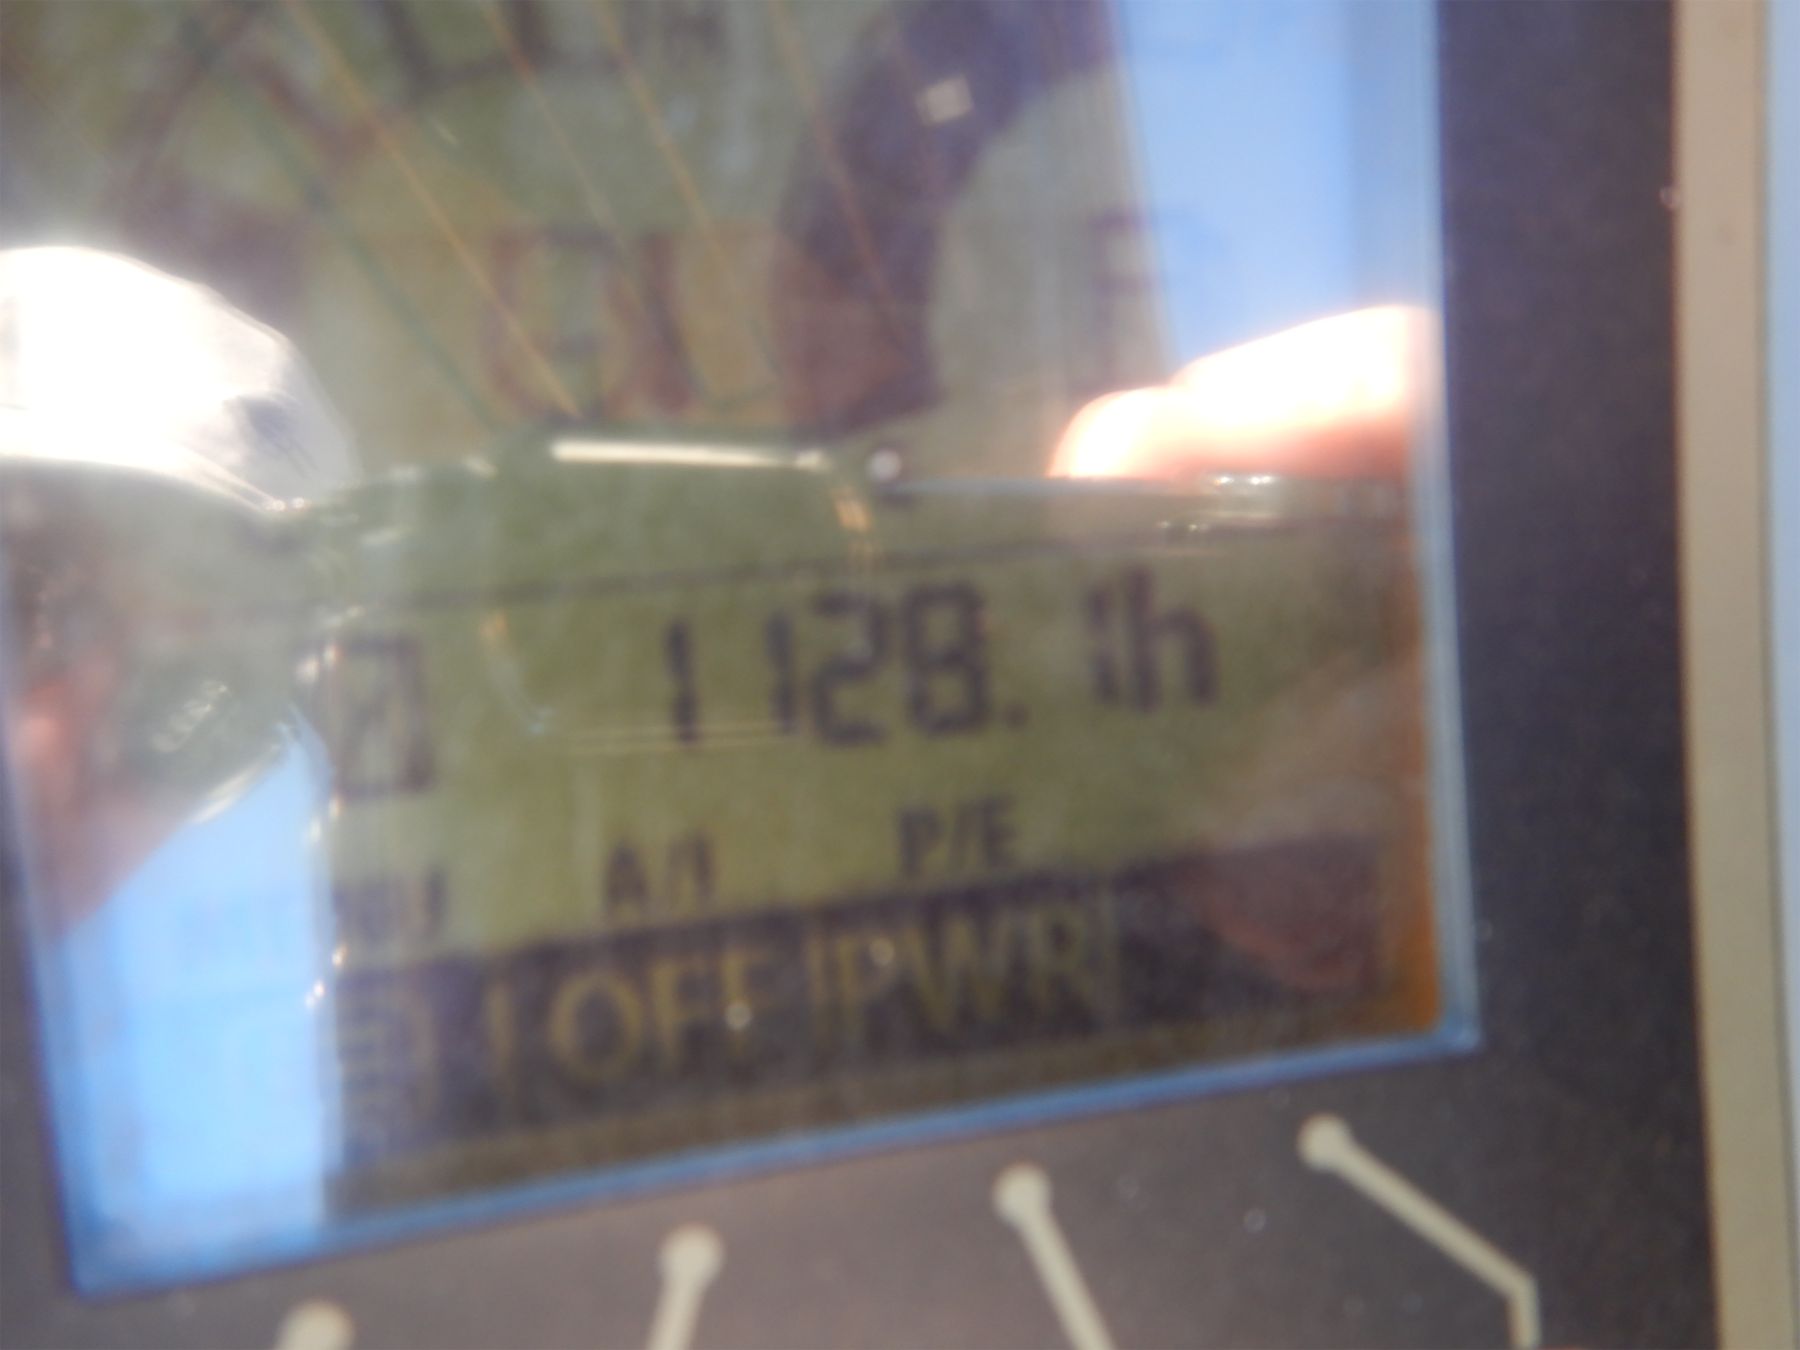 1128.1h
A/I P/E
OFF PWR